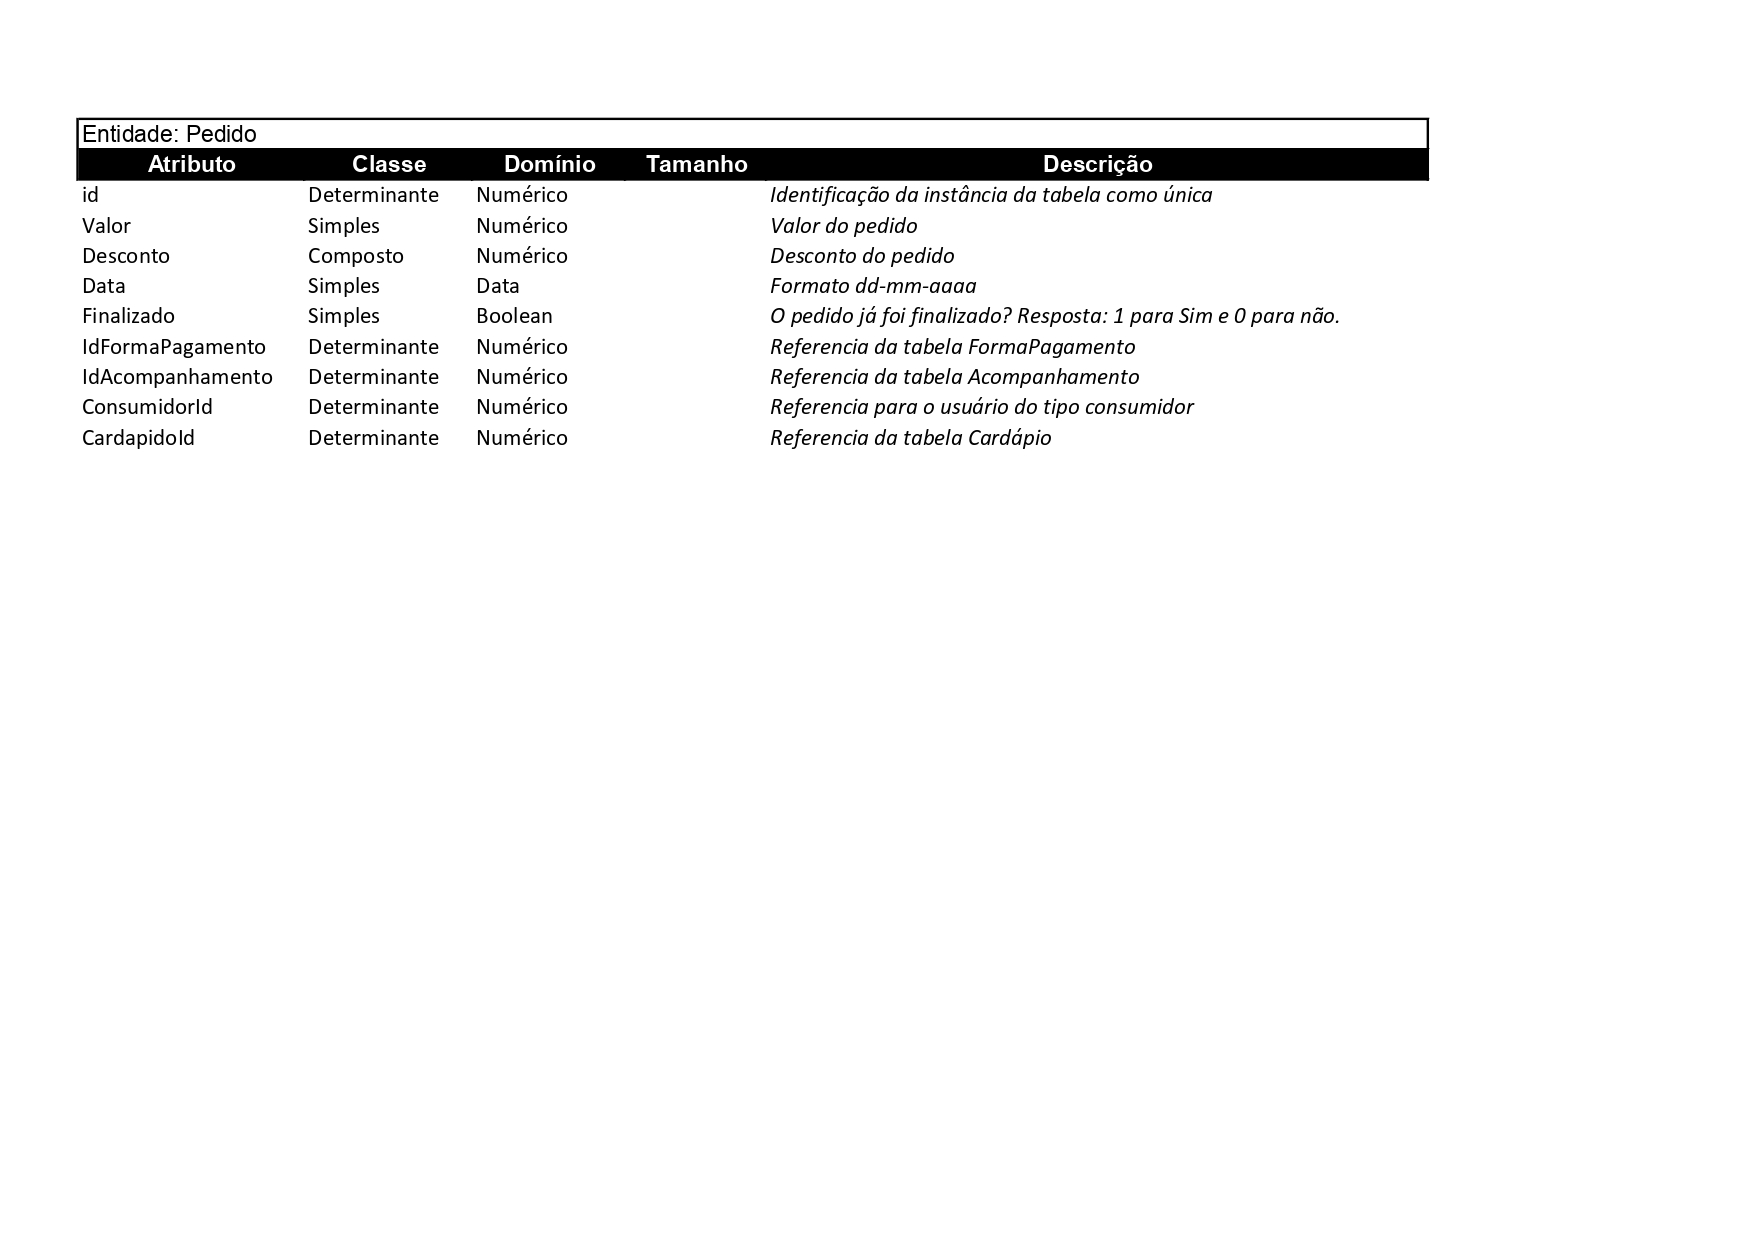 Entidade: Pedido
Atributo Classe Domínio Tamanho Descrição
id Determinante Numérico Identificação da instância da tabela como única
Valor Simples Numérico Valor do pedido
Desconto Composto Numérico Desconto do pedido
Data Simples Data Formato dd-mm-aaaa
Finalizado Simples Boolean O pedido já foi finalizado? Resposta: 1 para Sim e 0 para não.
IdFormaPagamento Determinante Numérico Referencia da tabela FormaPagamento
IdAcompanhamento Determinante Numérico Referencia da tabela Acompanhamento
ConsumidorId Determinante Numérico Referencia para o usuário do tipo consumidor
CardapidoId Determinante Numérico Referencia da tabela Cardápio